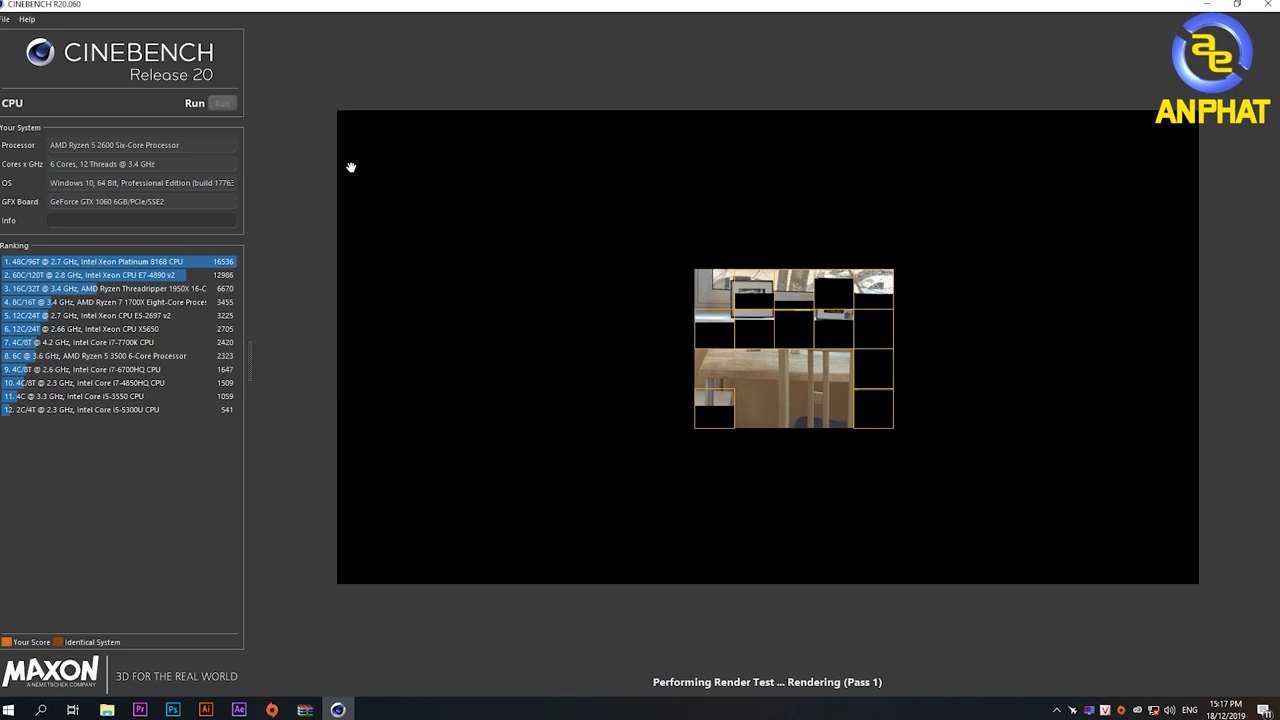 CINEBENCH R20.060
File Help
CINEBENCH
Release 20
CPU Run Run
Your System
Processor AMD Ryzen 5 2600 Six-Core Processor
Cores x GHz 6 Cores, 12 Threads @ 3.4 GHz
OS Windows 10, 64 Bit, Professional Edition (build 17763
GFX Board GeForce GTX 1060 6GB/PCIe/SSE2
Info
Ranking
1. 48C/96T @ 2.7 GHz, Intel Xeon Platinum 8168 CPU 16536
2. 60C/120T @ 2.8 GHz, Intel Xeon CPU E7-4890 v2 12986
3. 16C/32T @ 3.4 GHz, AMD Ryzen Threadripper 1950X 16-C 6670
4. 8C/16T @ 3.4 GHz, AMD Ryzen 7 1700X Eight-Core Proce: 3455
5. 12C/24T @ 2.7 GHz, Intel Xeon CPU E5-2697 v2 3225
6. 12C/24T @ 2.66 GHz, Intel Xeon CPU X5650 2705
7. 4C/8T @ 4.2 GHz, Intel Core i7-7700K CPU 2420
8. 6C @ 3.6 GHz, AMD Ryzen 5 3500 6-Core Processor 2323
9. 4C/8T @ 2.6 GHz, Intel Core i7-6700HQ CPU 1647
10. 4C/8T @ 2.3 GHz, Intel Core i7-4850HQ CPU 1509
11. 4C @ 3.3 GHz, Intel Core i5-3550 CPU 1059
12. 2C/4T @ 2.3 GHz, Intel Core i5-5300U CPU 541
Your Score Identical System
MAXON
A NEMETSCHEK COMPANY
3D FOR THE REAL WORLD
Performing Render Test ... Rendering (Pass 1)
ae
ANPHAT
Pr Ps Ai Ae
V
ENG
15:17 PM
18/12/2019